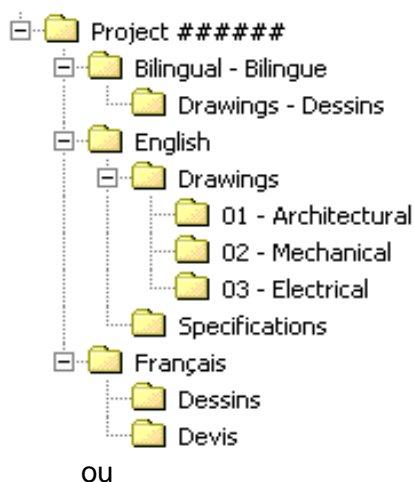 Project ######
Bilingual - Bilingue
Drawings - Dessins
English
Drawings
01 - Architectural
02 - Mechanical
03 - Electrical
Specifications
Français
Dessins
Devis
ou